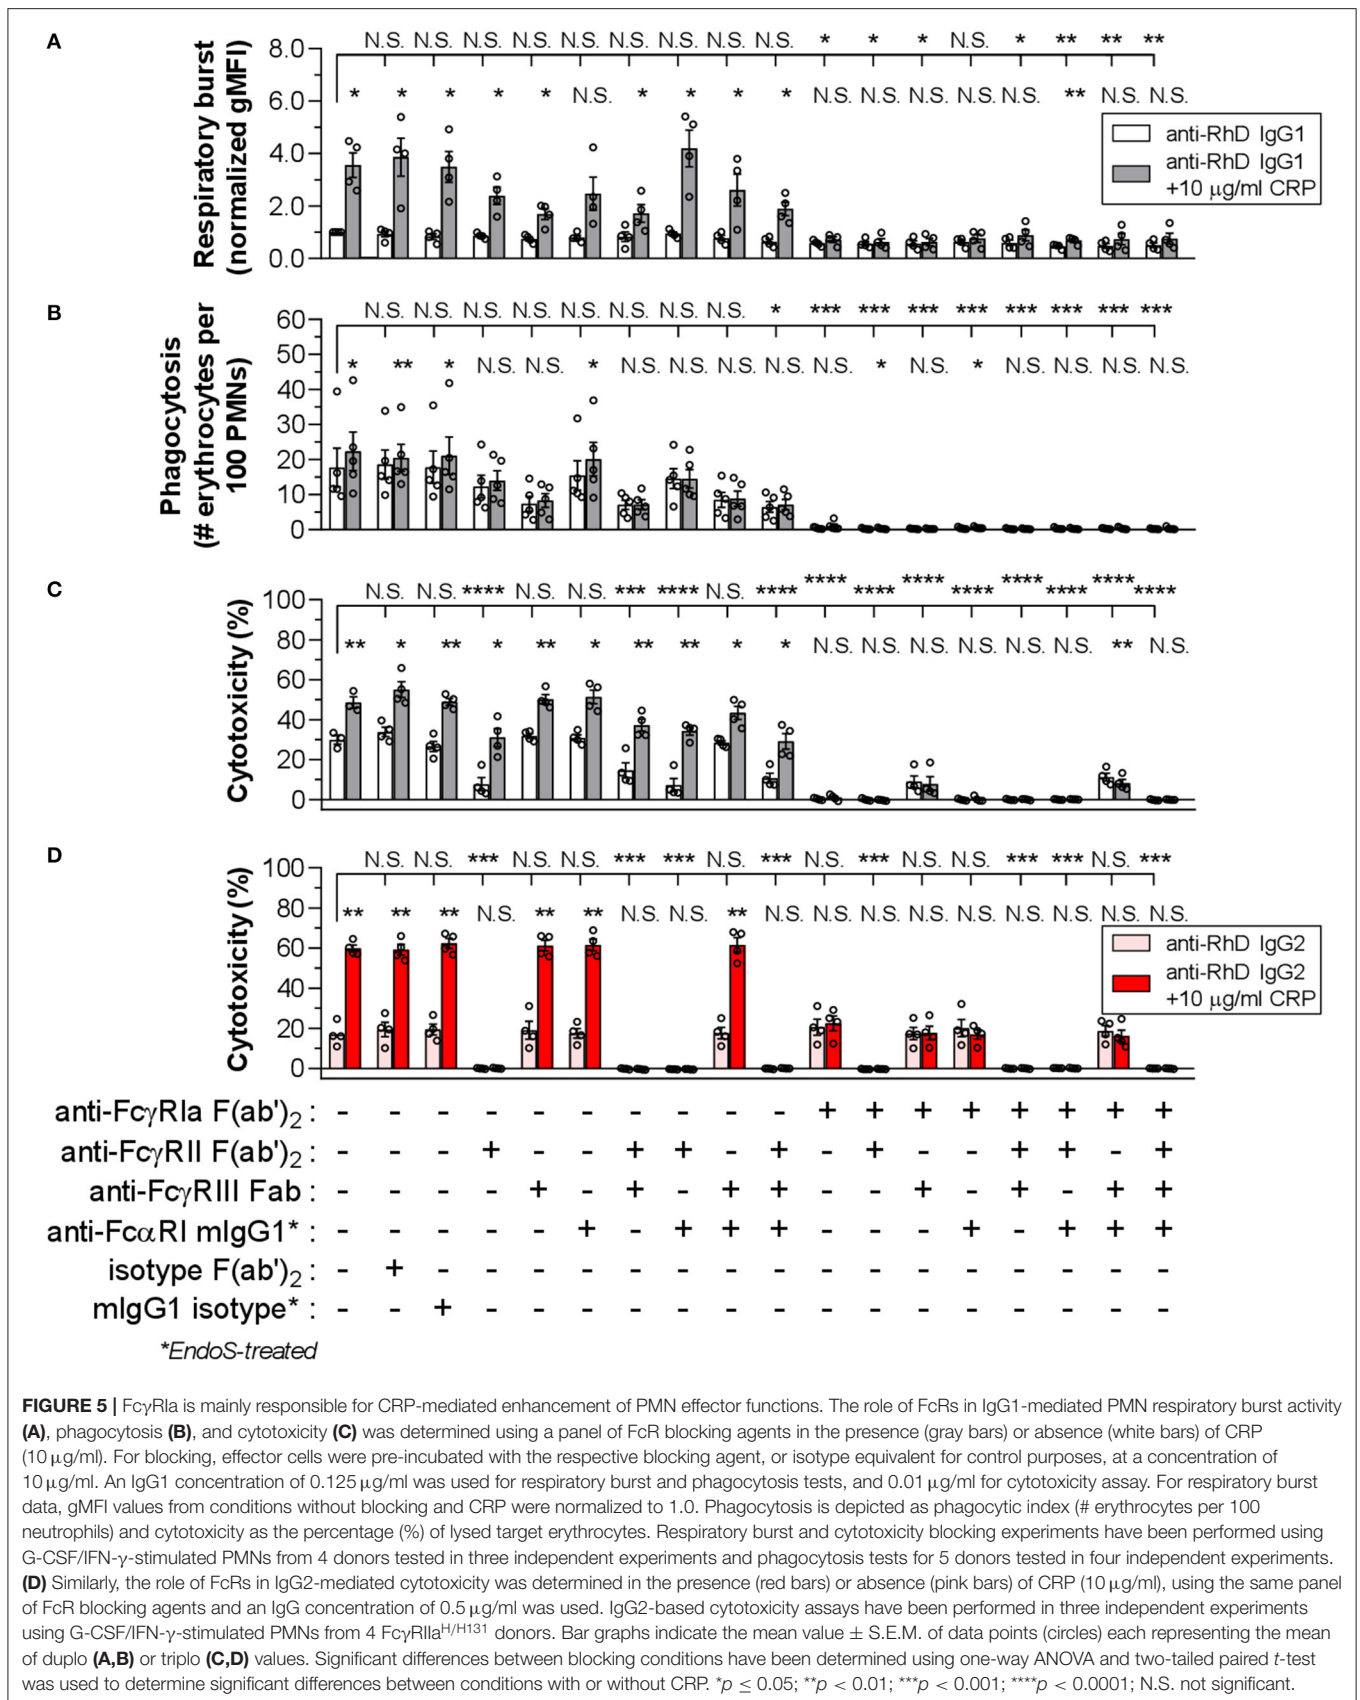 A
N.S. N.S. N.S. N.S. N.S. N.S. N.S. N.S. N.S. * * * N.S. * ** ** **
* * * * * N.S. * * * * N.S. N.S. N.S. N.S. N.S. ** N.S. N.S.
Respiratory burst
(normalized gMFI)
8.0
6.0
4.0
2.0
0.0
anti-RhD IgG1
anti-RhD IgG1
+10 μg/ml CRP
B
N.S. N.S. N.S. N.S. N.S. N.S. N.S. N.S. * *** *** *** *** *** *** *** ***
* ** * N.S. N.S. * N.S. N.S. N.S. N.S. N.S. * N.S. * N.S. N.S. N.S. N.S.
Phagocytosis
(# erythrocytes per
100 PMNs)
60
50
40
30
20
10
0
C
N.S. N.S. **** N.S. N.S. *** **** N.S. **** **** **** **** **** **** **** **** ****
** * ** * ** * ** ** * * N.S. N.S. N.S. N.S. N.S. N.S. ** N.S.
Cytotoxicity (%)
100
80
60
40
20
0
D
N.S. N.S. *** N.S. N.S. *** *** N.S. *** N.S. *** N.S. N.S. *** *** N.S. ***
** ** ** N.S. ** ** N.S. N.S. ** N.S. N.S. N.S. N.S. N.S. N.S. N.S. N.S. N.S.
Cytotoxicity (%)
100
80
60
40
20
0
anti-RhD IgG2
anti-RhD IgG2
+10 μg/ml CRP
anti-FcγRIa F(ab')₂ : - - - - - - - - - - + + + + + + + +
anti-FcγRII F(ab')₂ : - - - + - - + + - + - + - - + + - +
anti-FcγRIII Fab : - - - - + - + - + + - - + - + - + +
anti-FcαRI mIgG1* : - - - - - + - + + + - - - + - + + +
isotype F(ab')₂ : - + - - - - - - - - - - - - - - - -
mIgG1 isotype* : - - + - - - - - - - - - - - - - - -
*EndoS-treated
FIGURE 5 | FcγRIa is mainly responsible for CRP-mediated enhancement of PMN effector functions. The role of FcRs in IgG1-mediated PMN respiratory burst activity
(A), phagocytosis (B), and cytotoxicity (C) was determined using a panel of FcR blocking agents in the presence (gray bars) or absence (white bars) of CRP
(10 μg/ml). For blocking, effector cells were pre-incubated with the respective blocking agent, or isotype equivalent for control purposes, at a concentration of
10 μg/ml. An IgG1 concentration of 0.125 μg/ml was used for respiratory burst and phagocytosis tests, and 0.01 μg/ml for cytotoxicity assay. For respiratory burst
data, gMFI values from conditions without blocking and CRP were normalized to 1.0. Phagocytosis is depicted as phagocytic index (# erythrocytes per 100
neutrophils) and cytotoxicity as the percentage (%) of lysed target erythrocytes. Respiratory burst and cytotoxicity blocking experiments have been performed using
G-CSF/IFN-γ-stimulated PMNs from 4 donors tested in three independent experiments and phagocytosis tests for 5 donors tested in four independent experiments.
(D) Similarly, the role of FcRs in IgG2-mediated cytotoxicity was determined in the presence (red bars) or absence (pink bars) of CRP (10 μg/ml), using the same panel
of FcR blocking agents and an IgG concentration of 0.5 μg/ml was used. IgG2-based cytotoxicity assays have been performed in three independent experiments
using G-CSF/IFN-γ-stimulated PMNs from 4 FcγRIIaᴴ/ᴴ¹³¹ donors. Bar graphs indicate the mean value ± S.E.M. of data points (circles) each representing the mean
of duplo (A,B) or triplo (C,D) values. Significant differences between blocking conditions have been determined using one-way ANOVA and two-tailed paired t-test
was used to determine significant differences between conditions with or without CRP. *p ≤ 0.05; **p < 0.01; ***p < 0.001; ****p < 0.0001; N.S. not significant.